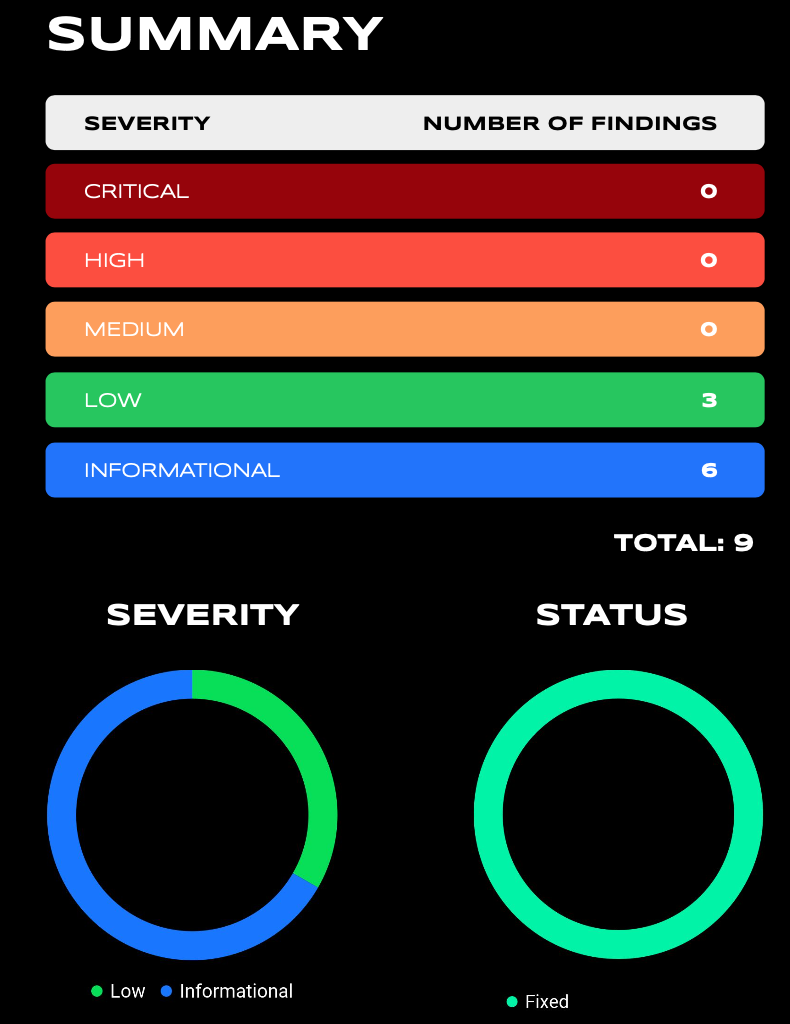 SUMMARY
SEVERITY NUMBER OF FINDINGS
CRITICAL 0
HIGH 0
MEDIUM 0
LOW 3
INFORMATIONAL 6
TOTAL: 9
SEVERITY STATUS
Low Informational
Fixed